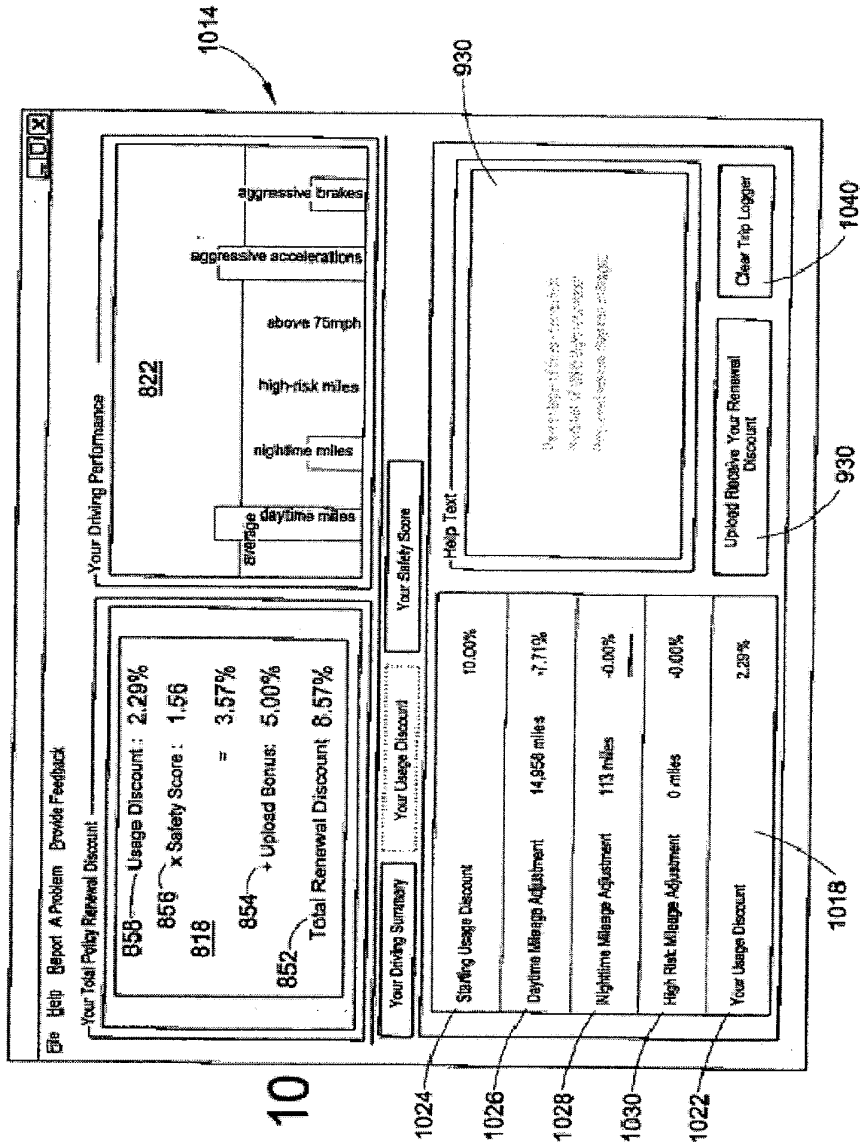 10
1014
File Help Report A Problem Provide Feedback
Your Total Policy Renewal Discount
858 Usage Discount : 2.29%
856 x Safety Score : 1.56
818 = 3.57%
854 + Upload Bonus: 5.00%
852 Total Renewal Discount 8.57%
Your Driving Performance
822
average
daytime miles
nighttime miles
high-risk miles
above 75mph
aggressive accelerations
aggressive brakes
Your Driving Summary
Your Usage Discount
Your Safety Score
1024 Starting Usage Discount 10.00%
1026 Daytime Mileage Adjustment 14,958 miles -7.71%
1028 Nighttime Mileage Adjustment 113 miles -0.00%
1030 High Risk Mileage Adjustment 0 miles -0.00%
1022 Your Usage Discount 2.29%
1018
Help Text
930
Upload Receive Your Renewal
Discount
930
Clear Trip Logger
1040